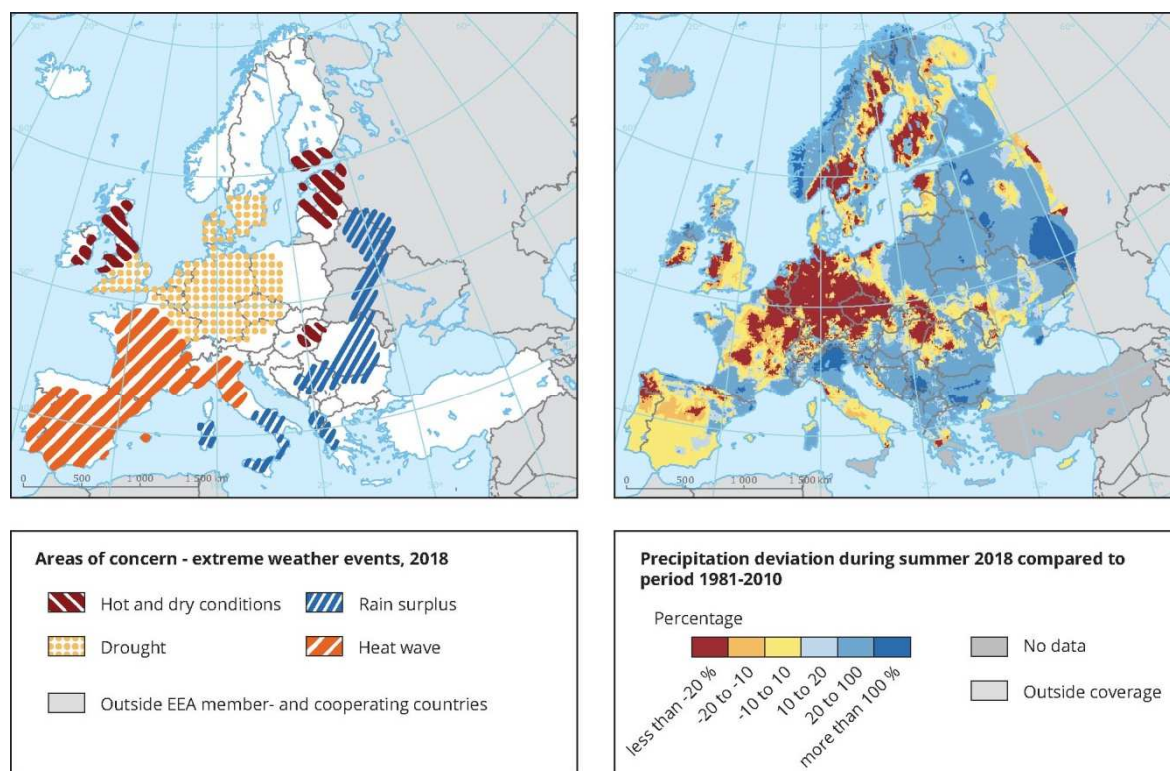 0 500 1 000 1 500 km
0 500 1 000 1 500 km
Areas of concern - extreme weather events, 2018
Hot and dry conditions
Rain surplus
Drought
Heat wave
Outside EEA member- and cooperating countries
Precipitation deviation during summer 2018 compared to
period 1981-2010
Percentage
less than -20 %
-20 to -10
-10 to 10
10 to 20
20 to 100
more than 100 %
No data
Outside coverage